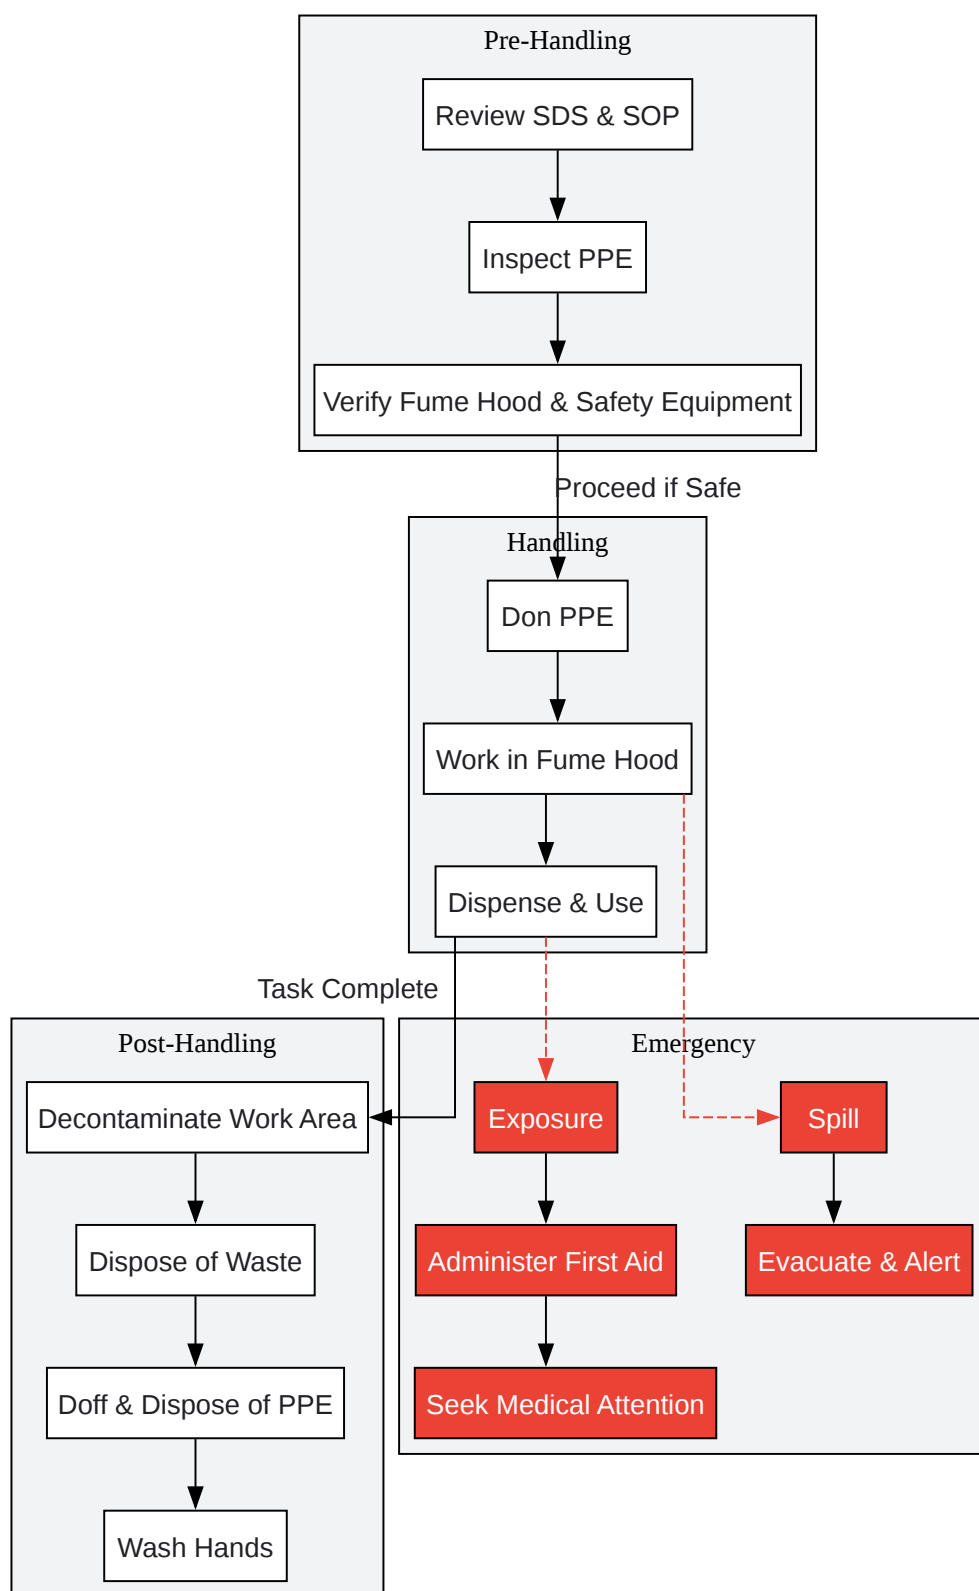 Pre-Handling
Review SDS & SOP
Inspect PPE
Verify Fume Hood & Safety Equipment
Proceed if Safe
Handling
Don PPE
Work in Fume Hood
Dispense & Use
Task Complete
Post-Handling
Decontaminate Work Area
Dispose of Waste
Doff & Dispose of PPE
Wash Hands
Emergency
Exposure
Administer First Aid
Seek Medical Attention
Spill
Evacuate & Alert